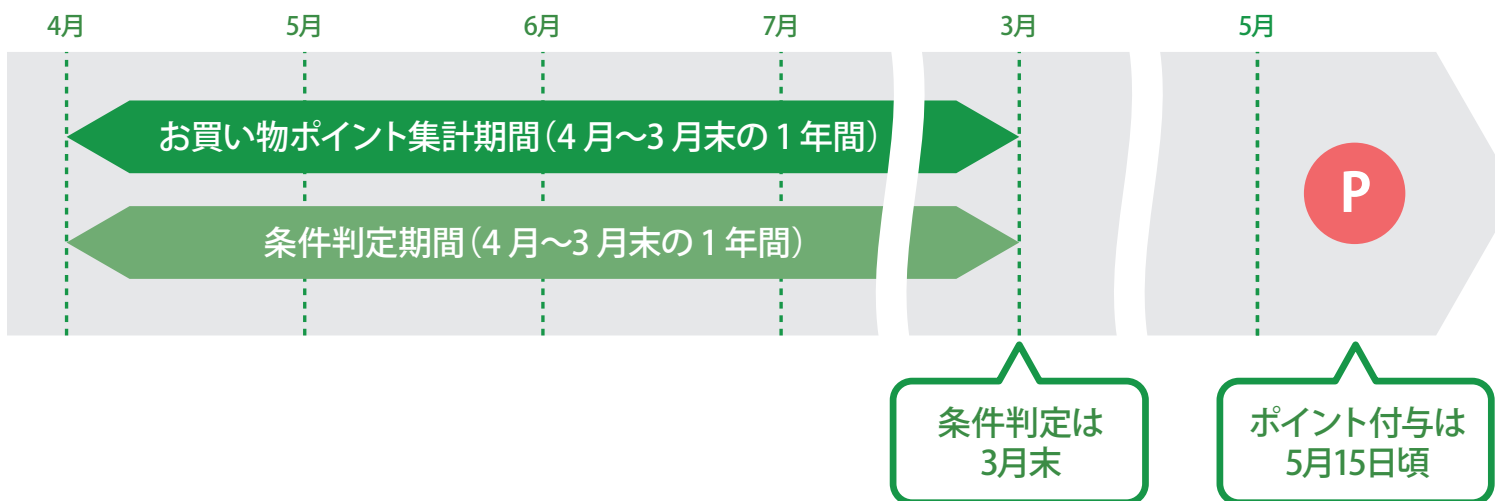 4月 5月 6月 7月 3月 5月
お買い物ポイント集計期間（4月～3月末の1年間）
条件判定期間（4月～3月末の1年間）
P
条件判定は
3月末
ポイント付与は
5月15日頃